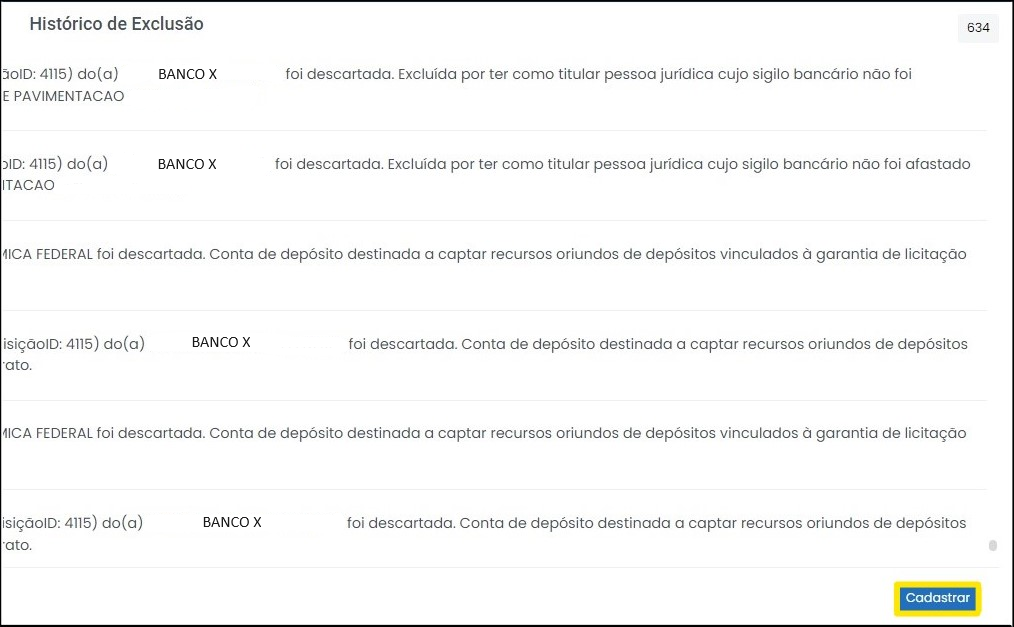 Histórico de Exclusão
634
ãoID: 4115) do(a) BANCO X foi descartada. Excluída por ter como titular pessoa jurídica cujo sigilo bancário não foi
E PAVIMENTACAO
oID: 4115) do(a) BANCO X foi descartada. Excluída por ter como titular pessoa jurídica cujo sigilo bancário não foi afastado
ITACAO
MICA FEDERAL foi descartada. Conta de depósito destinada a captar recursos oriundos de depósitos vinculados à garantia de licitação
isiçãoID: 4115) do(a) BANCO X foi descartada. Conta de depósito destinada a captar recursos oriundos de depósitos
rato.
MICA FEDERAL foi descartada. Conta de depósito destinada a captar recursos oriundos de depósitos vinculados à garantia de licitação
isiçãoID: 4115) do(a) BANCO X foi descartada. Conta de depósito destinada a captar recursos oriundos de depósitos
rato.
Cadastrar